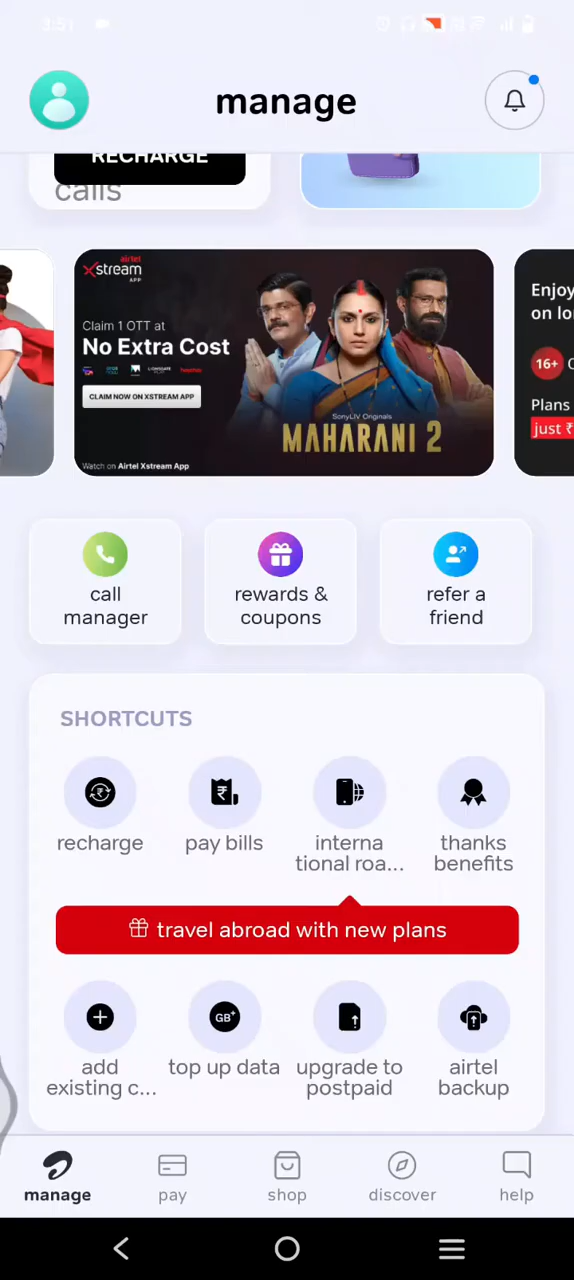 3:51
manage
RECHARGE
calls
airtel
Xstream
APP
Claim 1 OTT at
No Extra Cost
LIONSGATE
CLAIM NOW ON XSTREAM APP
SonyLIV Originals
MAHARANI 2
Watch on Airtel Xstream App
Enjoy
on lo
16+
Plans
just ₹
call
manager
rewards &
coupons
refer a
friend
SHORTCUTS
recharge
pay bills
interna
tional roa...
thanks
benefits
travel abroad with new plans
GB+
add
existing c...
top up data
upgrade to
postpaid
airtel
backup
manage
pay
shop
discover
help